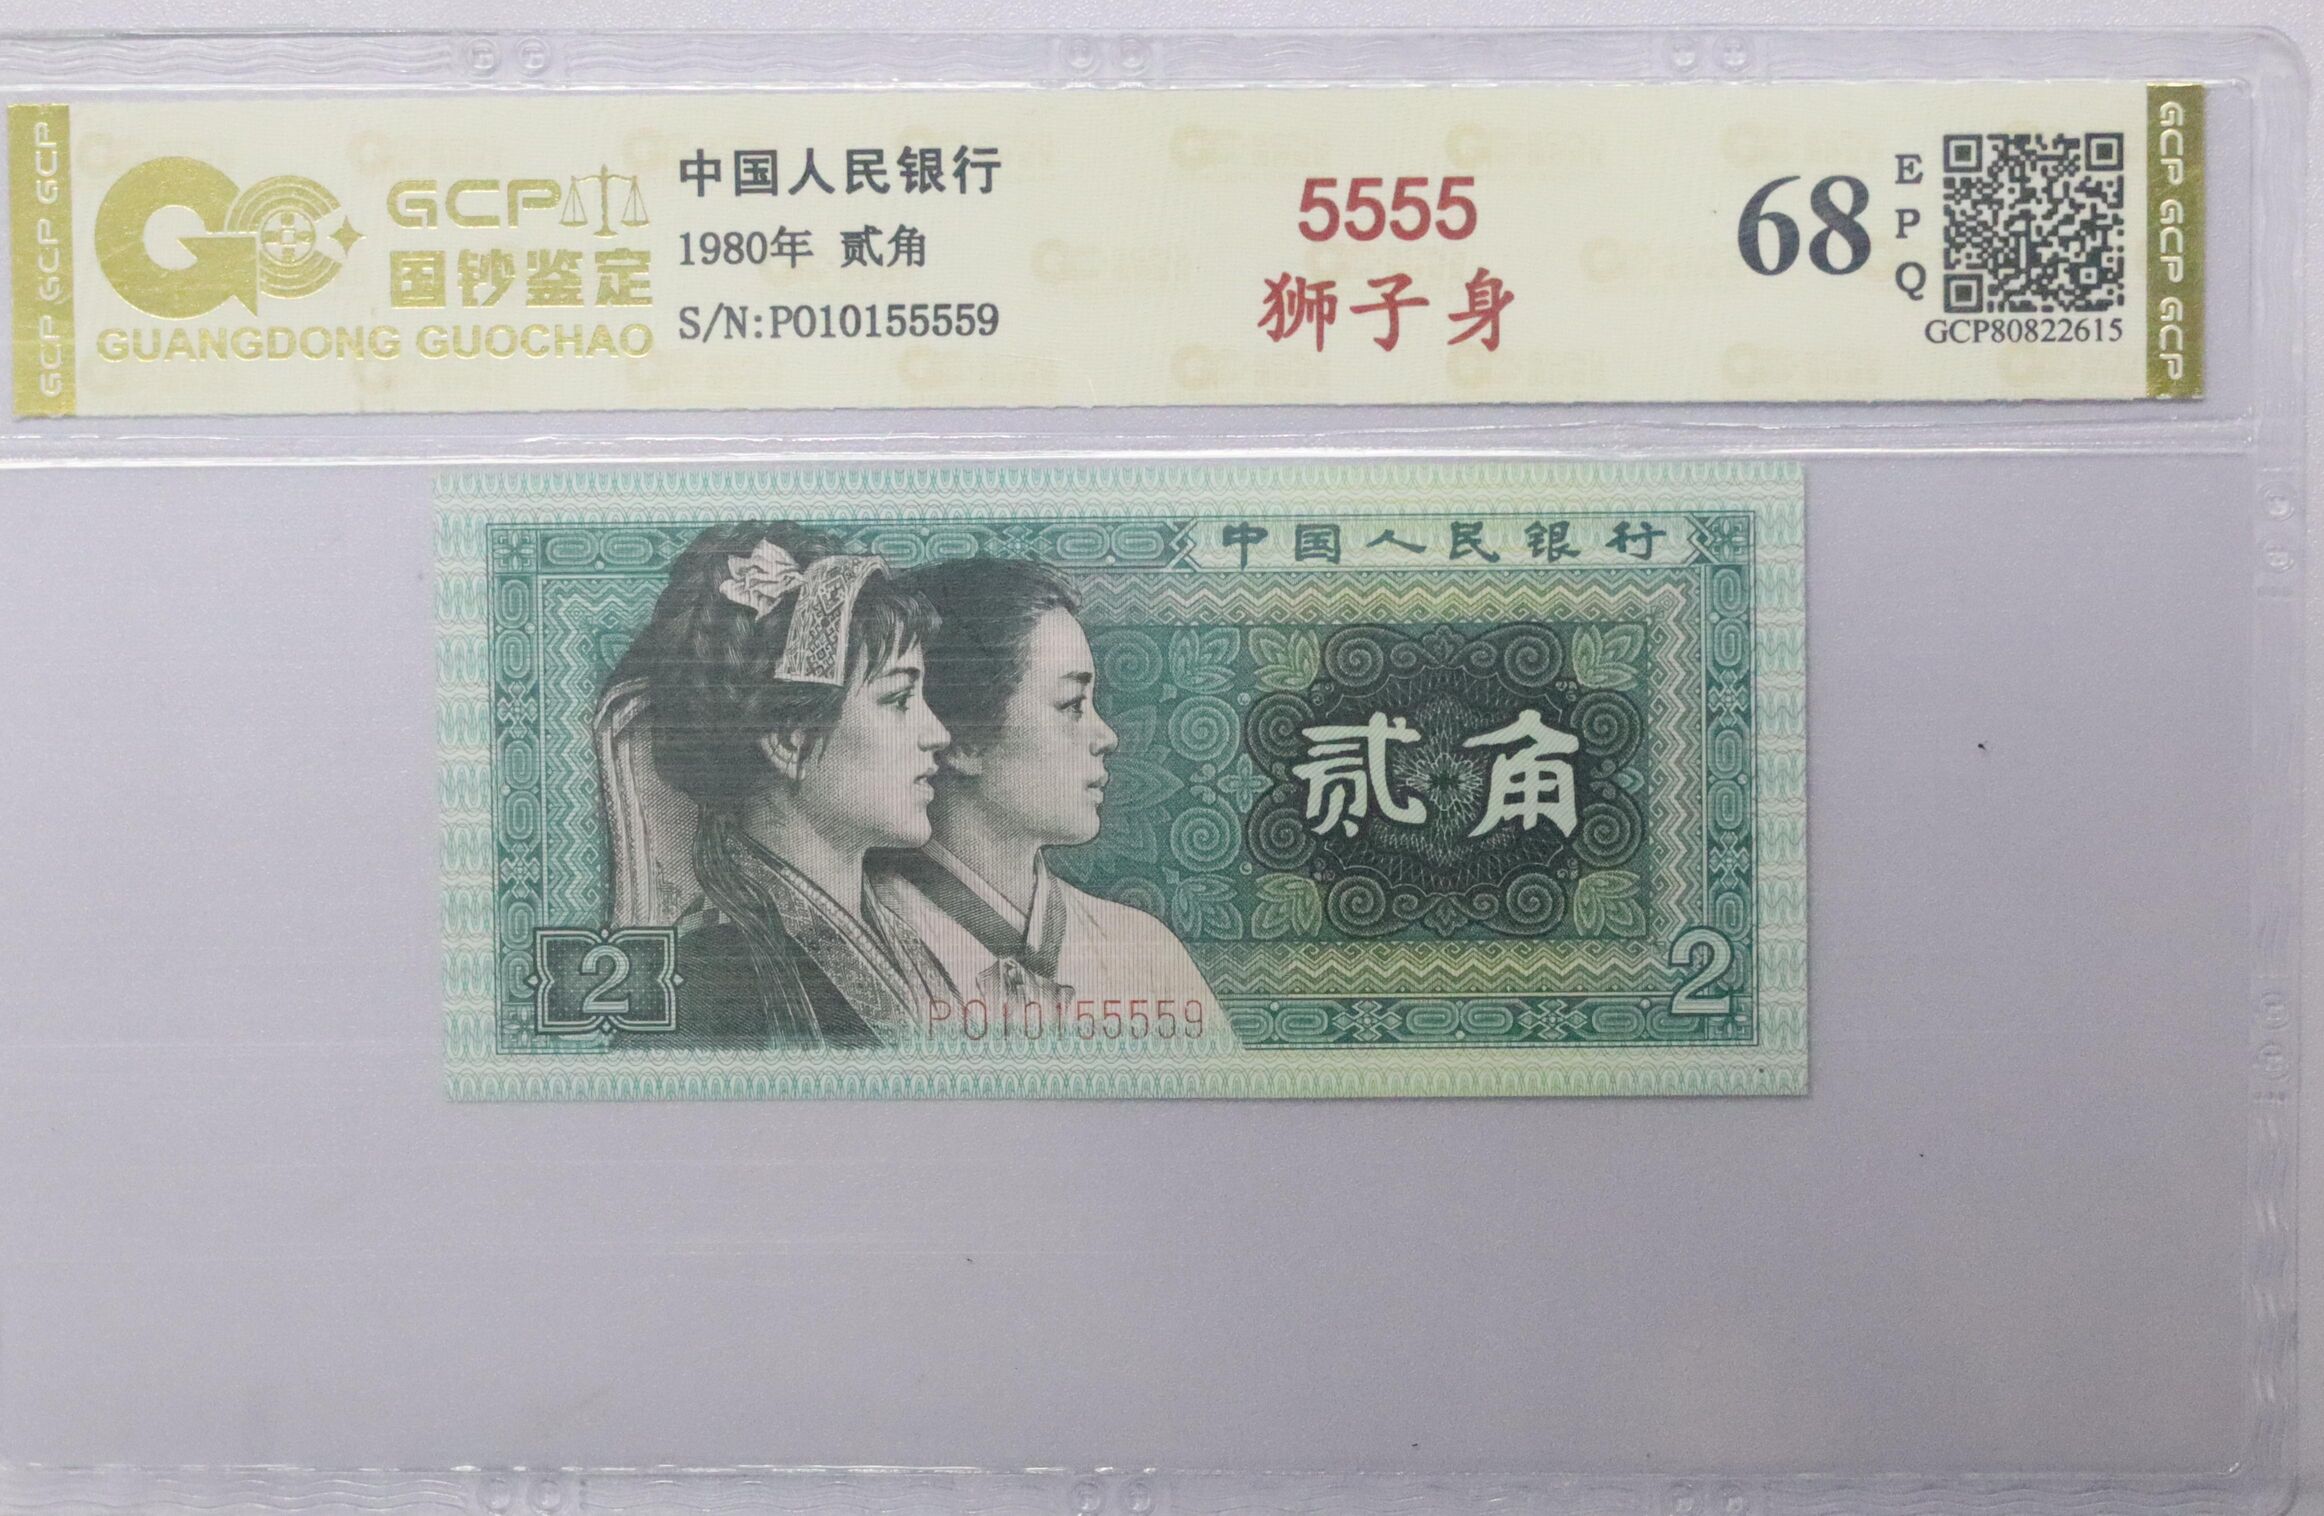 GCP GCP GCP
GCP
国钞鉴定
GUANGDONG GUOCHAO
中国人民银行
1980年 贰角
S/N:PO10155559
5555
狮子身
68
E
P
Q
GCP80822615
GCP GCP GCP
中国人民银行
贰角
2
2
PO10155559